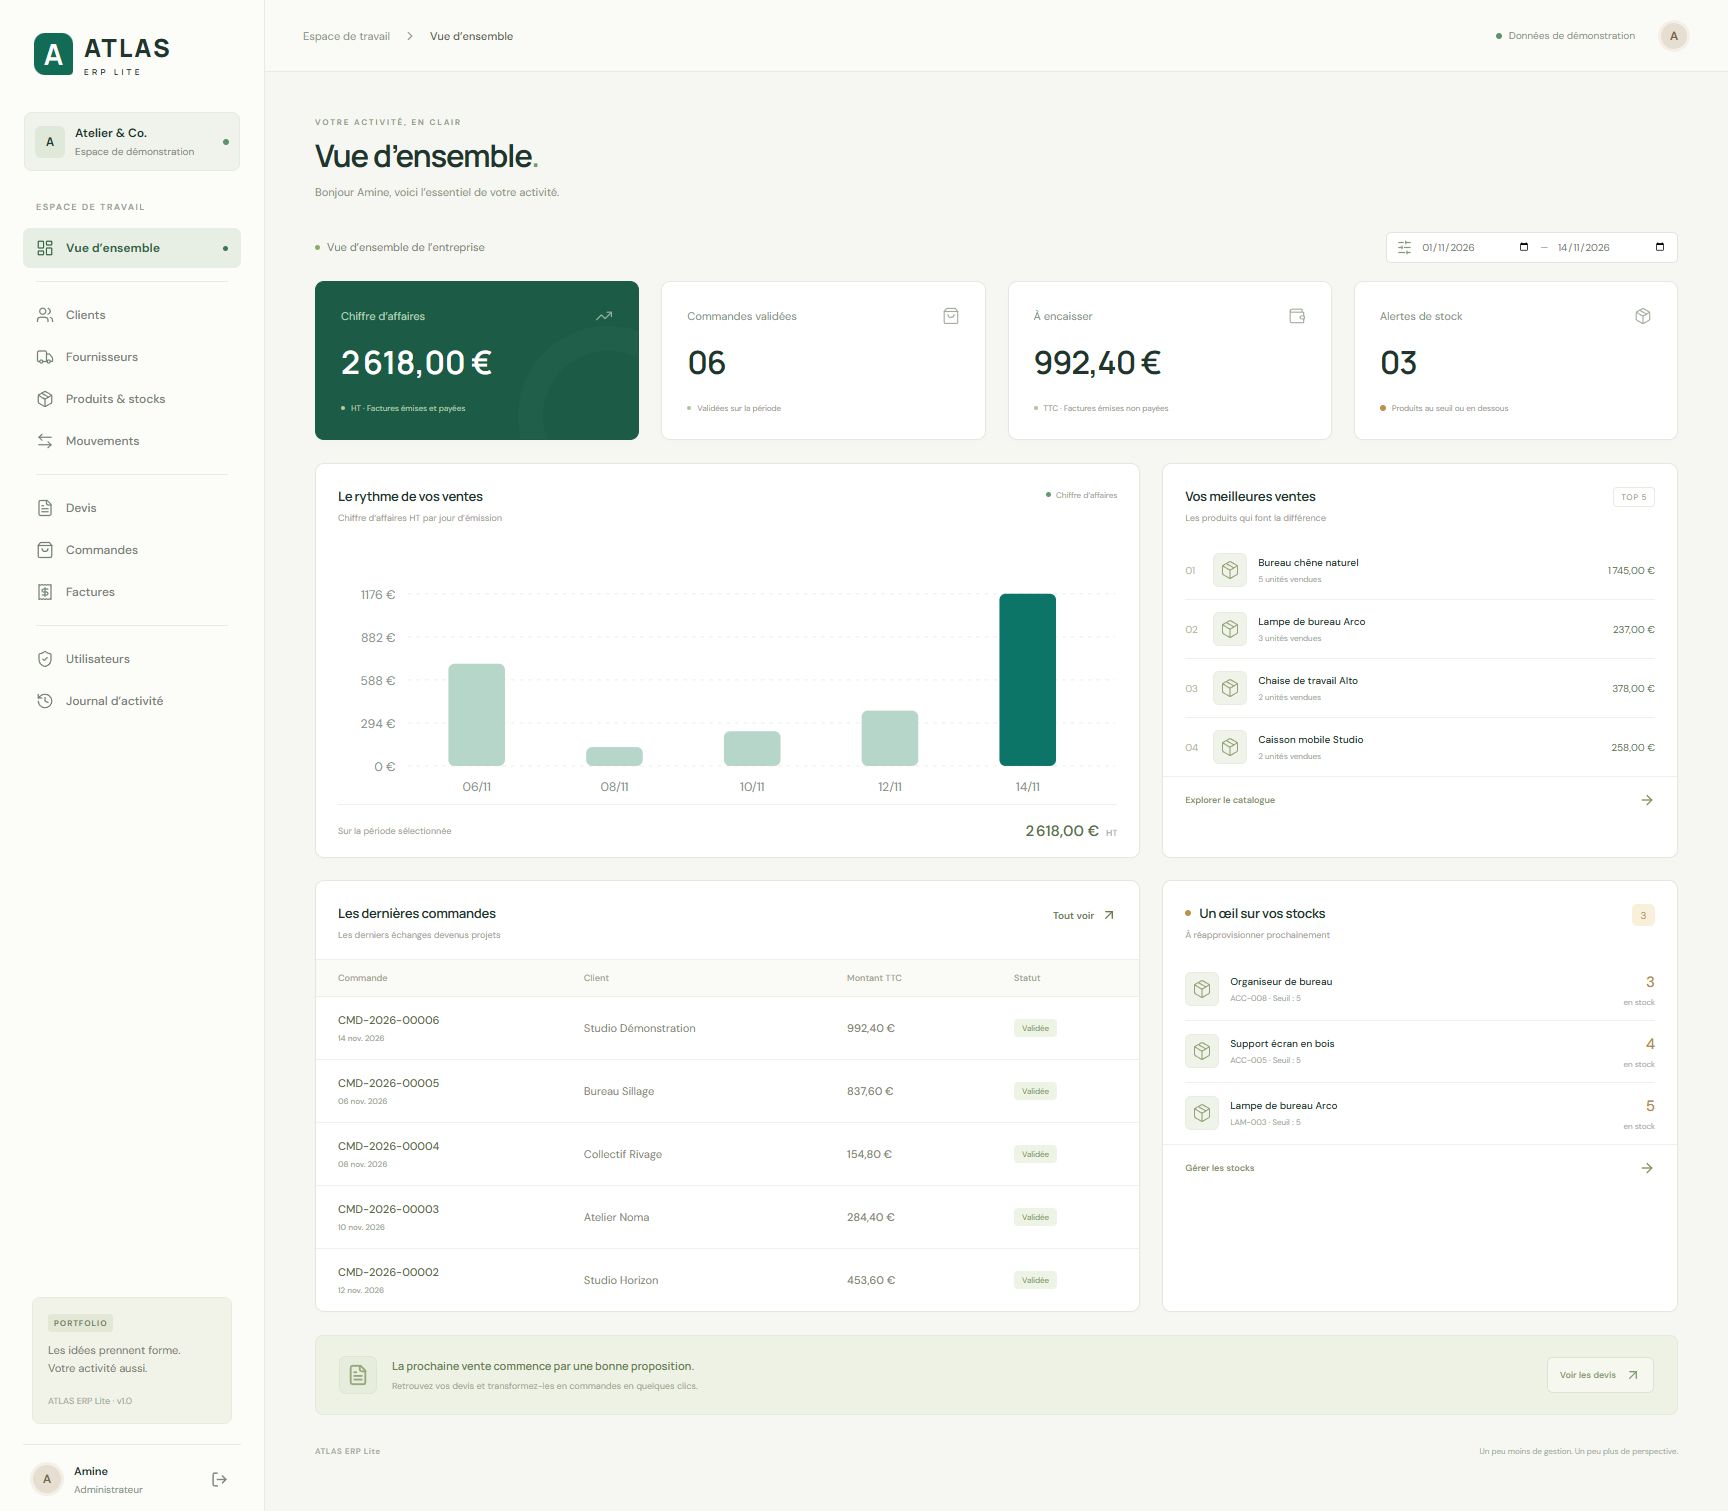 A ATLAS
ERP LITE
A
Atelier & Co.
Espace de démonstration
ESPACE DE TRAVAIL
Vue d'ensemble
Clients
Fournisseurs
Produits & stocks
Mouvements
Devis
Commandes
Factures
Utilisateurs
Journal d'activité
PORTFOLIO
Les idées prennent forme.
Votre activité aussi.
ATLAS ERP Lite · v1.0
A
Amine
Administrateur
Espace de travail > Vue d'ensemble
Données de démonstration
A
VOTRE ACTIVITÉ, EN CLAIR
Vue d'ensemble.
Bonjour Amine, voici l'essentiel de votre activité.
Vue d'ensemble de l'entreprise
01/11/2026 – 14/11/2026
Chiffre d'affaires
2 618,00 €
HT · Factures émises et payées
Commandes validées
06
Validées sur la période
À encaisser
992,40 €
TTC · Factures émises non payées
Alertes de stock
03
Produits au seuil ou en dessous
Le rythme de vos ventes
Chiffre d'affaires HT par jour d'émission
Chiffre d'affaires
1176 €
882 €
588 €
294 €
0 €
06/11 08/11 10/11 12/11 14/11
Sur la période sélectionnée
2 618,00 € HT
Vos meilleures ventes
TOP 5
Les produits qui font la différence
01 Bureau chêne naturel 1 745,00 €
5 unités vendues
02 Lampe de bureau Arco 237,00 €
3 unités vendues
03 Chaise de travail Alto 378,00 €
2 unités vendues
04 Caisson mobile Studio 258,00 €
2 unités vendues
Explorer le catalogue
Les dernières commandes
Tout voir
Les derniers échanges devenus projets
Commande Client Montant TTC Statut
CMD-2026-00006 Studio Démonstration 992,40 € Validée
14 nov. 2026
CMD-2026-00005 Bureau Sillage 837,60 € Validée
06 nov. 2026
CMD-2026-00004 Collectif Rivage 154,80 € Validée
08 nov. 2026
CMD-2026-00003 Atelier Noma 284,40 € Validée
10 nov. 2026
CMD-2026-00002 Studio Horizon 453,60 € Validée
12 nov. 2026
Un œil sur vos stocks
3
À réapprovisionner prochainement
Organiseur de bureau 3
ACC-008 · Seuil : 5 en stock
Support écran en bois 4
ACC-005 · Seuil : 5 en stock
Lampe de bureau Arco 5
LAM-003 · Seuil : 5 en stock
Gérer les stocks
La prochaine vente commence par une bonne proposition.
Retrouvez vos devis et transformez-les en commandes en quelques clics.
Voir les devis
ATLAS ERP Lite
Un peu moins de gestion. Un peu plus de perspective.